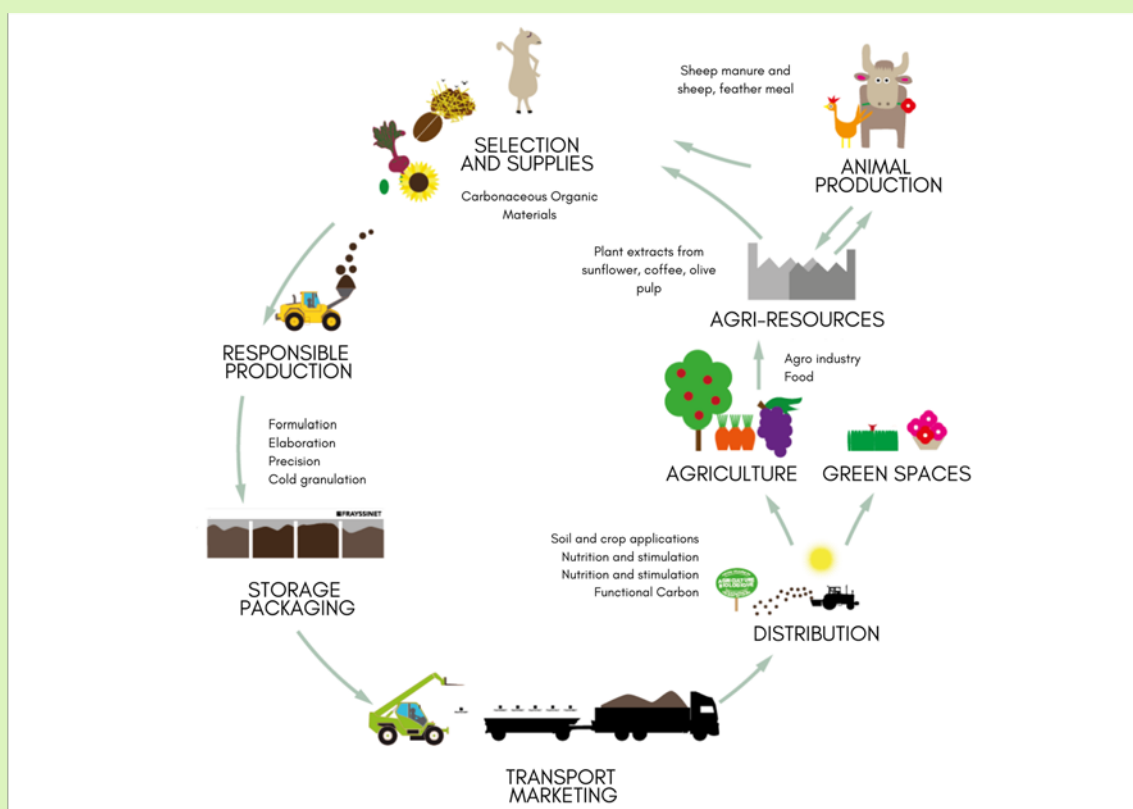 Sheep manure and
sheep, feather meal
SELECTION
AND SUPPLIES
ANIMAL
PRODUCTION
Carbonaceous Organic
Materials
Plant extracts from
sunflower, coffee, olive
pulp
AGRI-RESOURCES
RESPONSIBLE
PRODUCTION
Agro industry
Food
Formulation
Elaboration
Precision
Cold granulation
AGRICULTURE
GREEN SPACES
FRAYSSINET
Soil and crop applications
Nutrition and stimulation
Nutrition and stimulation
Functional Carbon
STORAGE
PACKAGING
DISTRIBUTION
TRANSPORT
MARKETING